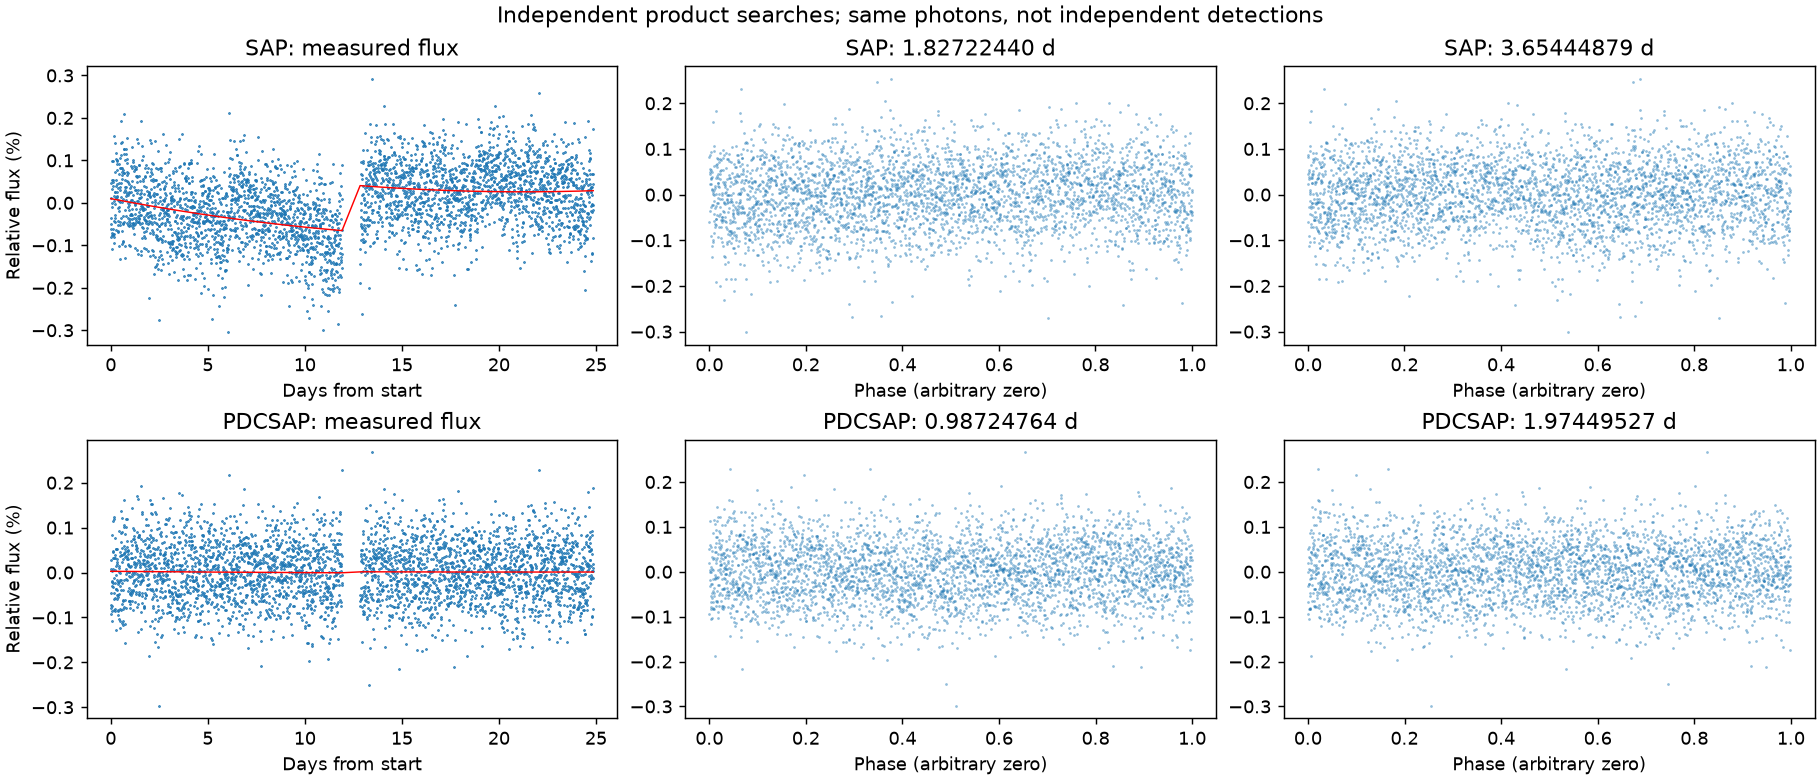 Independent product searches; same photons, not independent detections
SAP: measured flux
SAP: 1.82722440 d
SAP: 3.65444879 d
Relative flux (%)
0.3
0.2
0.1
0.0
−0.1
−0.2
−0.3
0 5 10 15 20 25
Days from start
0.2
0.1
0.0
−0.1
−0.2
−0.3
0.0 0.2 0.4 0.6 0.8 1.0
Phase (arbitrary zero)
0.2
0.1
0.0
−0.1
−0.2
−0.3
0.0 0.2 0.4 0.6 0.8 1.0
Phase (arbitrary zero)
PDCSAP: measured flux
PDCSAP: 0.98724764 d
PDCSAP: 1.97449527 d
Relative flux (%)
0.2
0.1
0.0
−0.1
−0.2
−0.3
0 5 10 15 20 25
Days from start
0.2
0.1
0.0
−0.1
−0.2
−0.3
0.0 0.2 0.4 0.6 0.8 1.0
Phase (arbitrary zero)
0.2
0.1
0.0
−0.1
−0.2
−0.3
0.0 0.2 0.4 0.6 0.8 1.0
Phase (arbitrary zero)